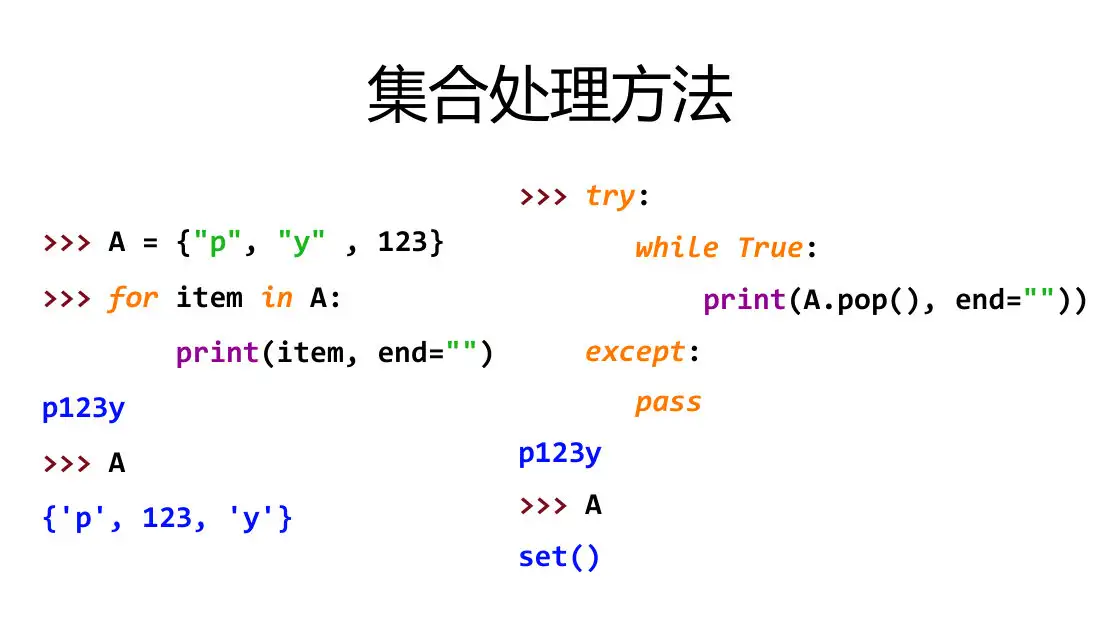 集合处理方法
>>> A = {"p", "y" , 123}
>>> for item in A:
print(item, end="")
p123y
>>> A
{'p', 123, 'y'}
>>> try:
while True:
print(A.pop(), end=""))
except:
pass
p123y
>>> A
set()